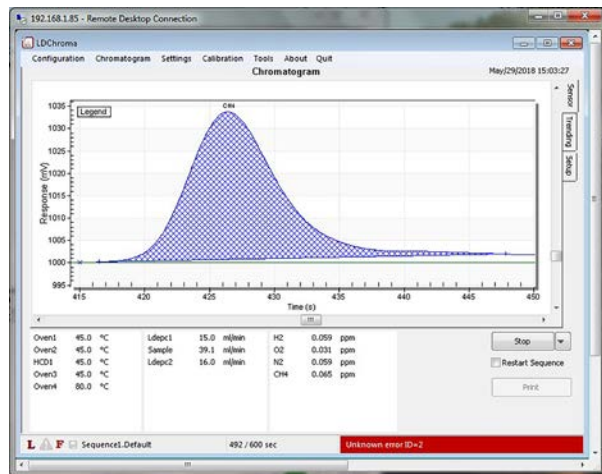 192.168.1.85 - Remote Desktop Connection
LDChroma
Configuration Chromatogram Settings Calibration Tools About Quit
Chromatogram May/29/2018 15:03:27
Legend
CH4
Response (mV)
1035
1030
1025
1020
1015
1010
1005
1000
995
415 420 425 430 435 440 445 450
Time (s)
Sensor
Trending
Setup
Oven1 45.0 °C Ldepc1 15.0 ml/min H2 0.059 ppm
Oven2 45.0 °C Sample 39.1 ml/min O2 0.031 ppm
HCD1 45.0 °C Ldepc2 16.0 ml/min N2 0.059 ppm
Oven3 45.0 °C CH4 0.065 ppm
Oven4 80.0 °C
Stop
Restart Sequence
Print
L F Sequence1.Default 492 / 600 sec Unknown error ID=2